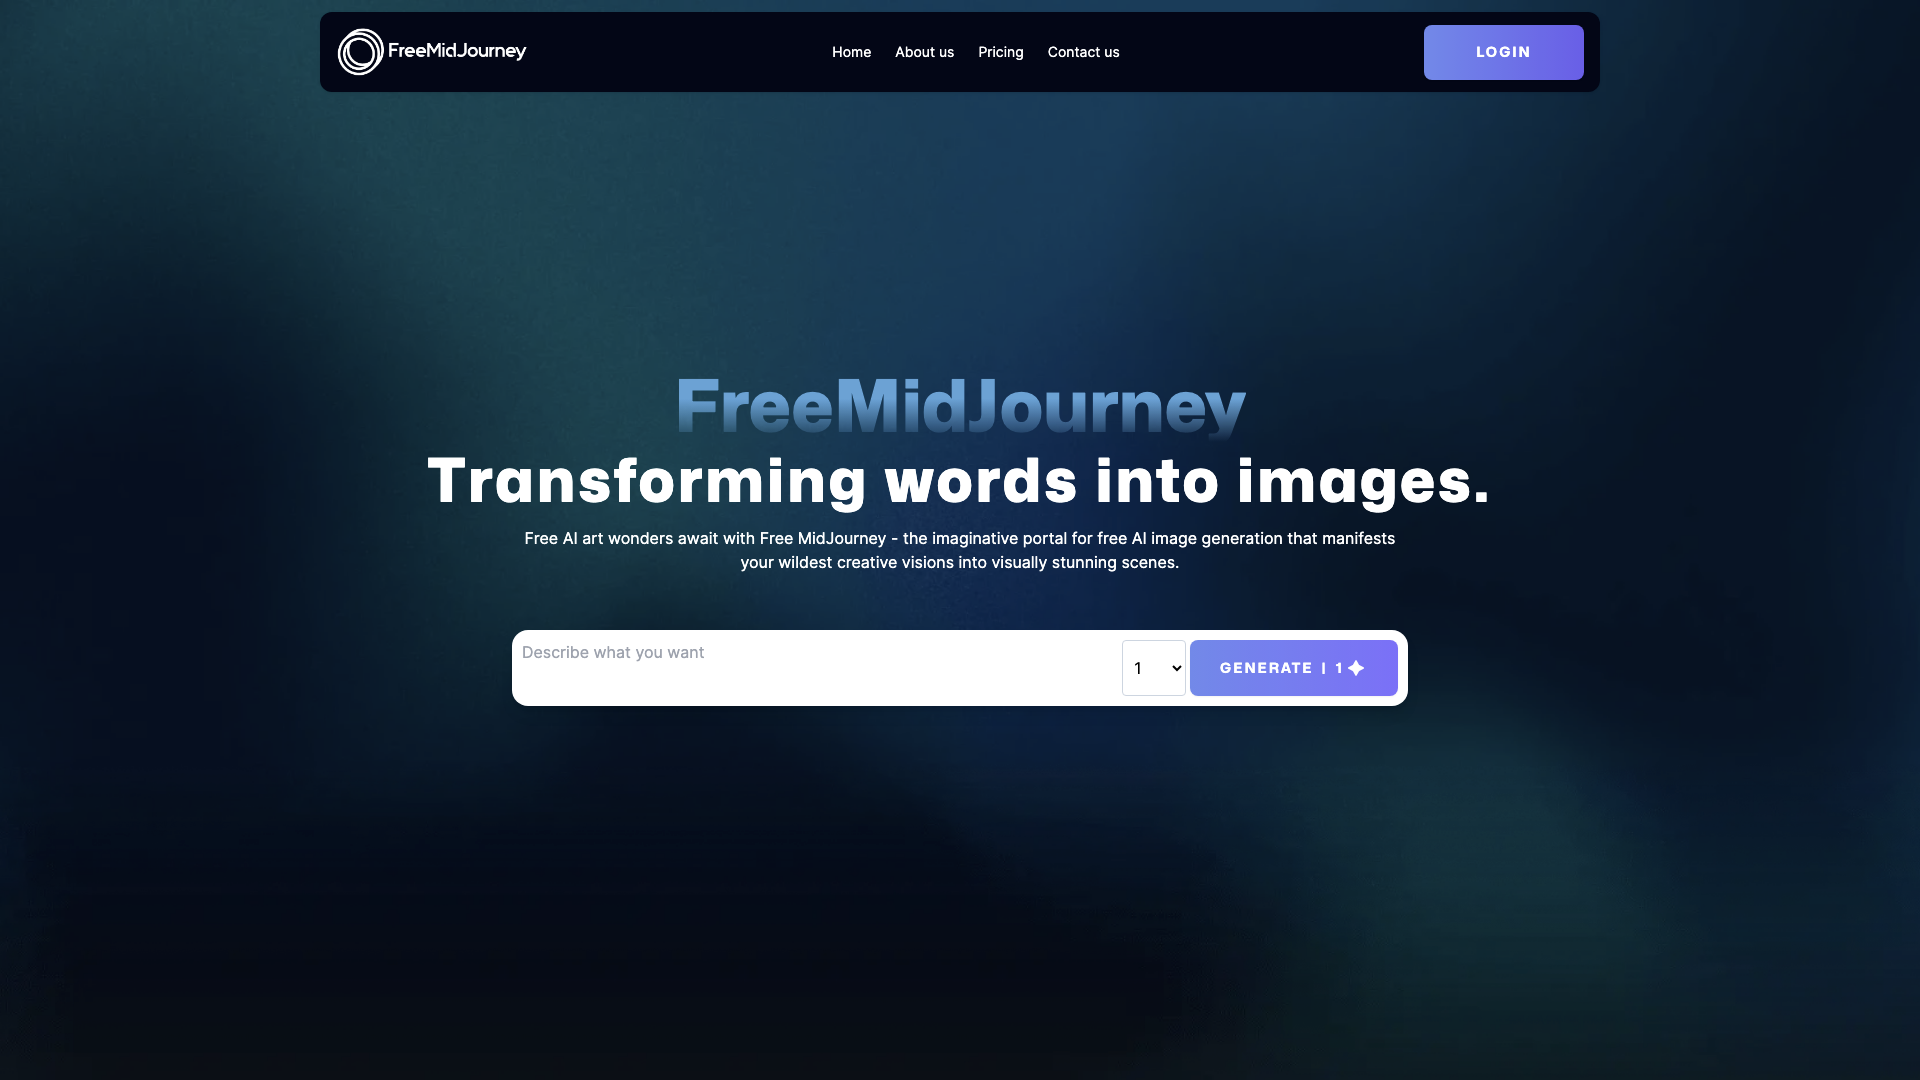 FreeMidJourney
Home About us Pricing Contact us
LOGIN
FreeMidJourney
Transforming words into images.
Free AI art wonders await with Free MidJourney - the imaginative portal for free AI image generation that manifests
your wildest creative visions into visually stunning scenes.
Describe what you want
1
GENERATE | 1